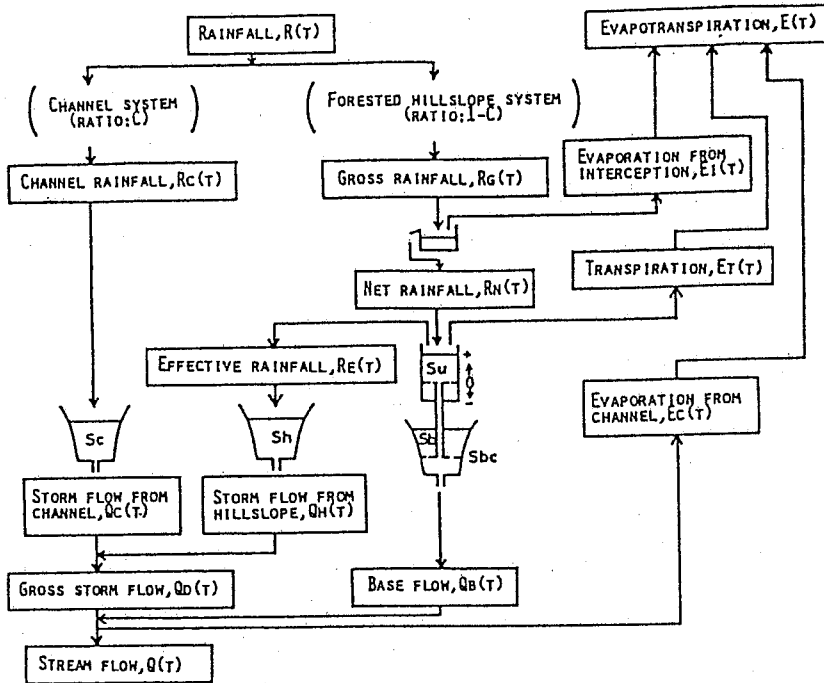 RAINFALL, R(T)
EVAPOTRANSPIRATION, E(T)
CHANNEL SYSTEM
(RATIO:C)
FORESTED HILLSLOPE SYSTEM
(RATIO:1-C)
CHANNEL RAINFALL, RC(T)
GROSS RAINFALL, RG(T)
EVAPORATION FROM
INTERCEPTION, EI(T)
NET RAINFALL, RN(T)
TRANSPIRATION, ET(T)
EFFECTIVE RAINFALL, RE(T)
Su
+
0
-
EVAPORATION FROM
CHANNEL, EC(T)
Sc
Sh
Sb
Sbc
STORM FLOW FROM
CHANNEL, QC(T)
STORM FLOW FROM
HILLSLOPE, QH(T)
GROSS STORM FLOW, QD(T)
BASE FLOW, QB(T)
STREAM FLOW, Q(T)